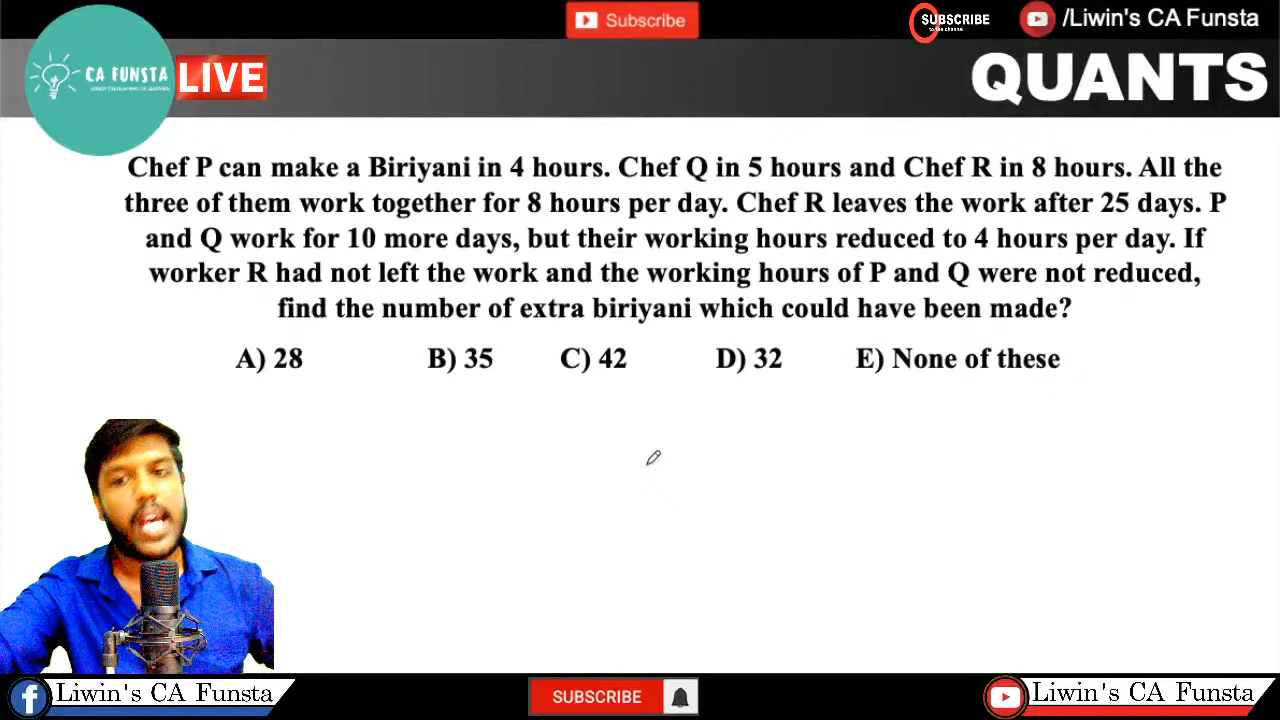 Subscribe
SUBSCRIBE
to the channel
/Liwin's CA Funsta
CA FUNSTA
LIVE
QUANTS
Chef P can make a Biriyani in 4 hours. Chef Q in 5 hours and Chef R in 8 hours. All the
three of them work together for 8 hours per day. Chef R leaves the work after 25 days. P
and Q work for 10 more days, but their working hours reduced to 4 hours per day. If
worker R had not left the work and the working hours of P and Q were not reduced,
find the number of extra biriyani which could have been made?
A) 28 B) 35 C) 42 D) 32 E) None of these
Liwin's CA Funsta
SUBSCRIBE
Liwin's CA Funsta